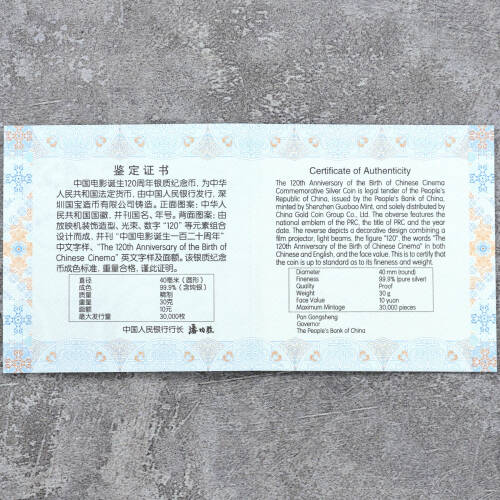 鉴定证书
中国电影诞生120周年银质纪念币，为中华
人民共和国法定货币，由中国人民银行发行，深
圳国宝造币有限公司铸造。正面图案：中华人
民共和国国徽，并刊国名、年号。背面图案：由
放映机装饰造型、光束、数字“120”等元素组合
设计而成，并刊“中国电影诞生一百二十周年”
中文字样、“The 120th Anniversary of the Birth of
Chinese Cinema”英文字样及面额。该银质纪念
币成色标准，重量合格，谨此证明。
直径 40毫米（圆形）
成色 99.9%（含纯银）
质量 精制
重量 30克
面额 10元
最大发行量 30,000枚
中国人民银行行长 潘功胜
Certificate of Authenticity
The 120th Anniversary of the Birth of Chinese Cinema
Commemorative Silver Coin is legal tender of the People's
Republic of China, issued by the People's Bank of China,
minted by Shenzhen Guobao Mint, and solely distributed by
China Gold Coin Group Co., Ltd. The obverse features the
national emblem of the PRC, the title of PRC and the year
date. The reverse depicts a decorative design combining a
film projector, light beams, the figure "120", the words "The
120th Anniversary of the Birth of Chinese Cinema" in both
Chinese and English, and the face value. This is to certify that
the coin is up to standard as to its fineness and weight.
Diameter 40 mm (round)
Fineness 99.9% (pure silver)
Quality Proof
Weight 30 g
Face Value 10 yuan
Maximum Mintage 30,000 pieces
Pan Gongsheng
Governor
The People's Bank of China